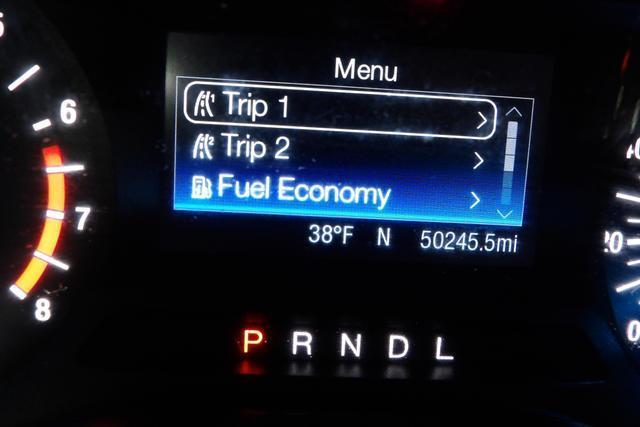 Menu
Trip 1
Trip 2
Fuel Economy
38°F N 50245.5mi
P R N D L
6
7
8